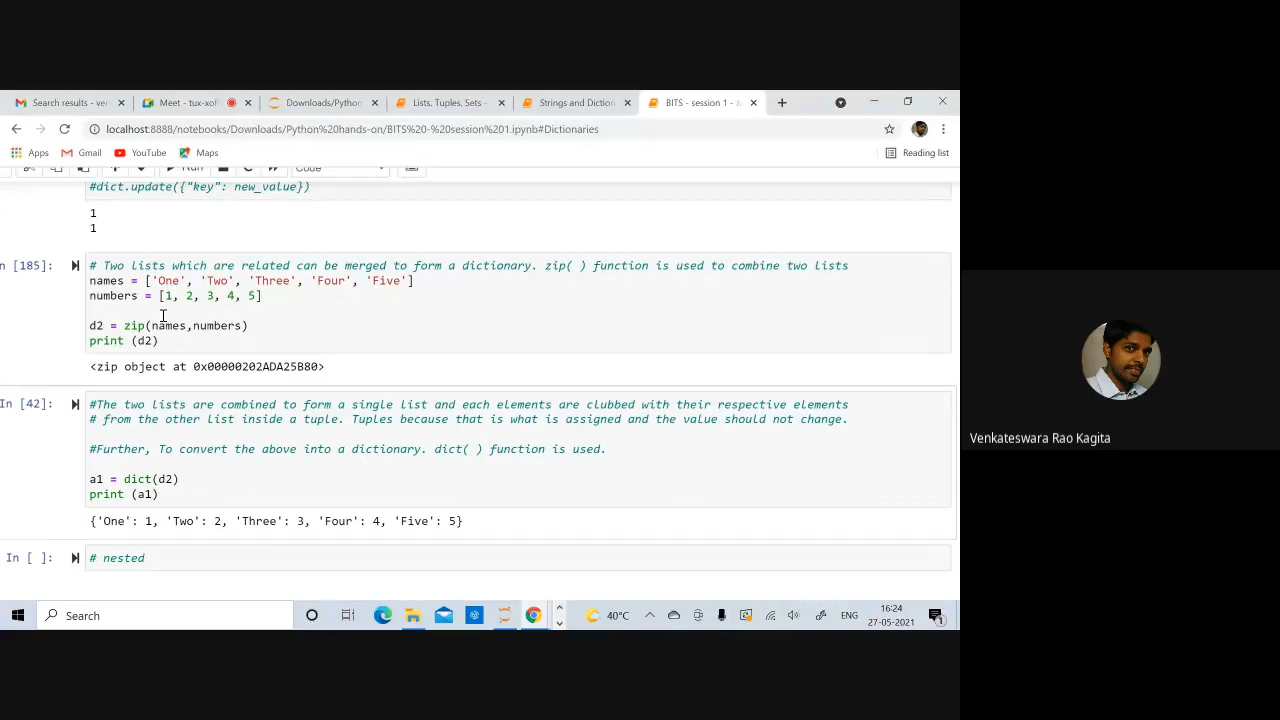 Search results - ven
Meet - tux-xofl
Downloads/Python
Lists, Tuples, Sets -
Strings and Diction
BITS - session 1 - J
localhost:8888/notebooks/Downloads/Python%20hands-on/BITS%20-%20session%201.ipynb#Dictionaries
Apps
Gmail
YouTube
Maps
Reading list
Run
Code
#dict.update({"key": new_value})
1
1
n [185]:
# Two lists which are related can be merged to form a dictionary. zip( ) function is used to combine two lists
names = ['One', 'Two', 'Three', 'Four', 'Five']
numbers = [1, 2, 3, 4, 5]
d2 = zip(names,numbers)
print (d2)
<zip object at 0x00000202ADA25B80>
In [42]:
#The two lists are combined to form a single list and each elements are clubbed with their respective elements
# from the other list inside a tuple. Tuples because that is what is assigned and the value should not change.
#Further, To convert the above into a dictionary. dict( ) function is used.
a1 = dict(d2)
print (a1)
{'One': 1, 'Two': 2, 'Three': 3, 'Four': 4, 'Five': 5}
In [ ]:
# nested
Venkateswara Rao Kagita
Search
40°C
ENG
16:24
27-05-2021
1